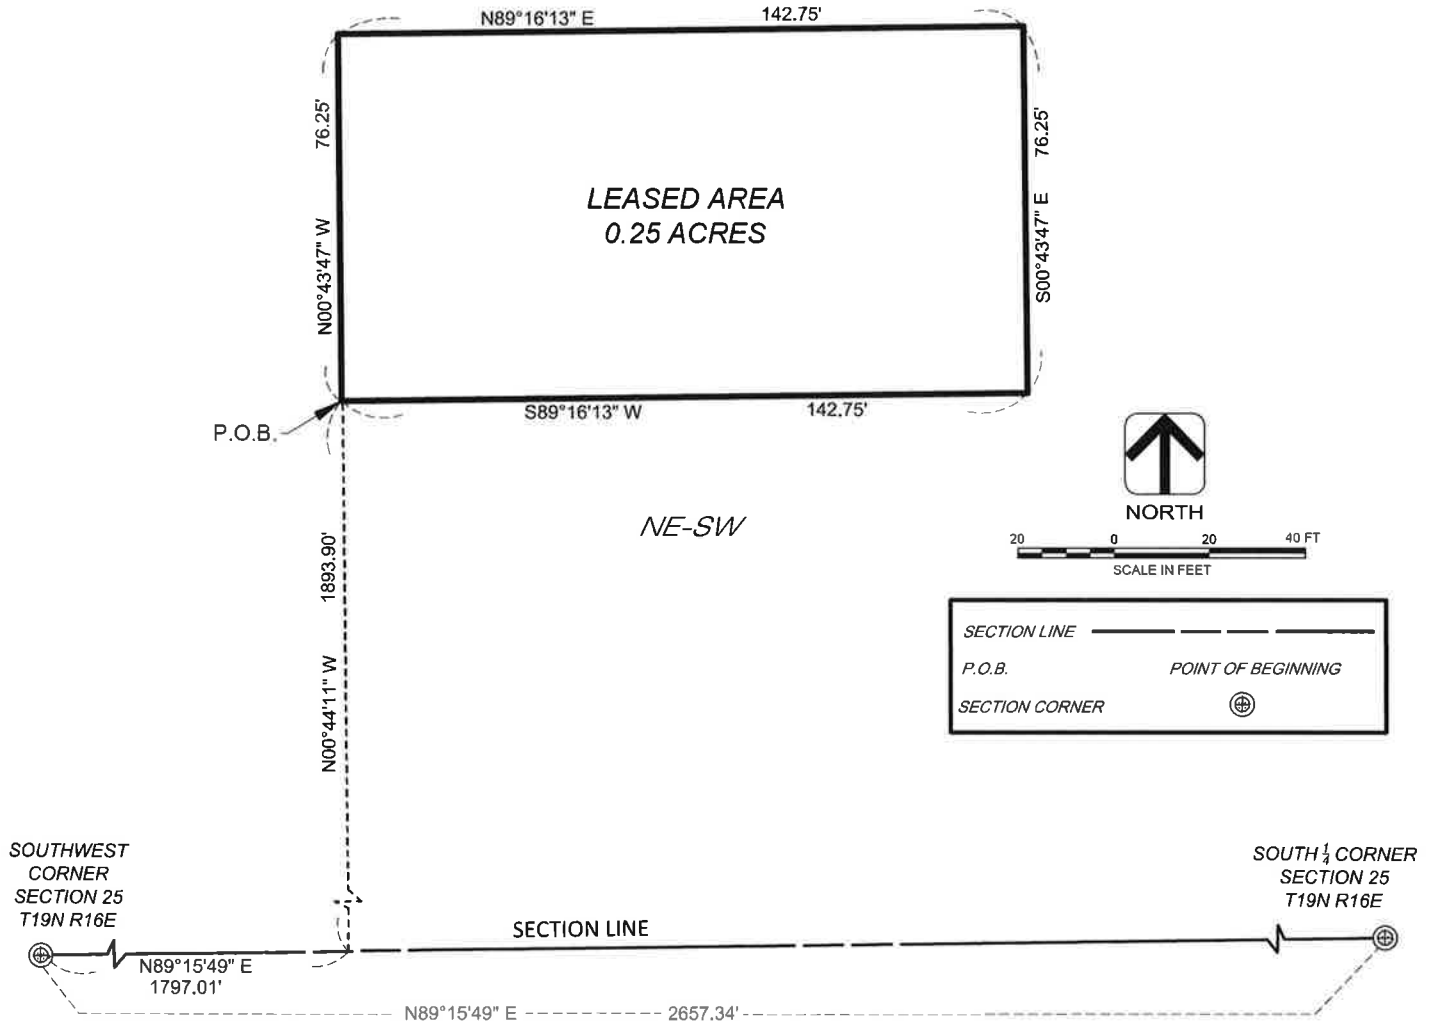 N89°16'13" E 142.75'
76.25'
N00°43'47" W
76.25'
S00°43'47" E
LEASED AREA
0.25 ACRES
S89°16'13" W 142.75'
P.O.B.
NE-SW
NORTH
20 0 20 40 FT
SCALE IN FEET
1893.90'
N00°44'11" W
SECTION LINE
P.O.B. POINT OF BEGINNING
SECTION CORNER
SOUTHWEST
CORNER
SECTION 25
T19N R16E
SOUTH 1/4 CORNER
SECTION 25
T19N R16E
SECTION LINE
N89°15'49" E
1797.01'
N89°15'49" E 2657.34'